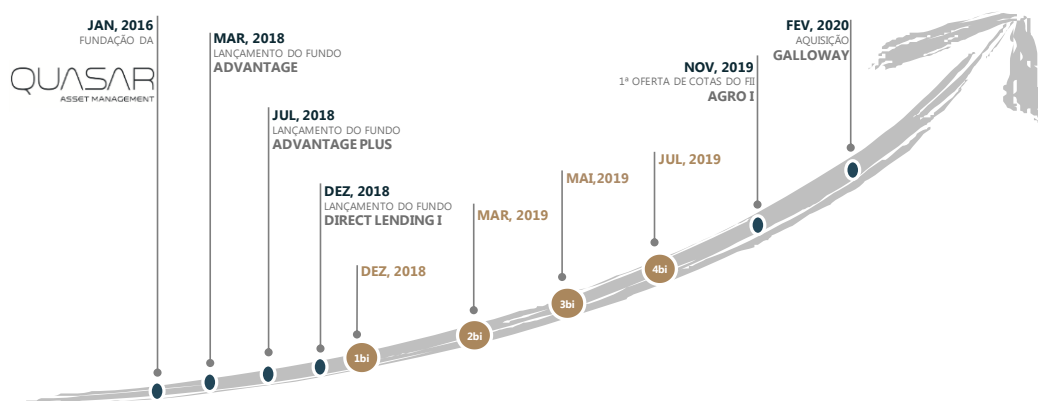 JAN, 2016
FUNDAÇÃO DA
QUASAR
ASSET MANAGEMENT
MAR, 2018
LANÇAMENTO DO FUNDO
ADVANTAGE
JUL, 2018
LANÇAMENTO DO FUNDO
ADVANTAGE PLUS
DEZ, 2018
LANÇAMENTO DO FUNDO
DIRECT LENDING I
DEZ, 2018
1bi
MAR, 2019
2bi
MAI,2019
3bi
JUL, 2019
4bi
NOV, 2019
1ª OFERTA DE COTAS DO FII
AGRO I
FEV, 2020
AQUISIÇÃO
GALLOWAY